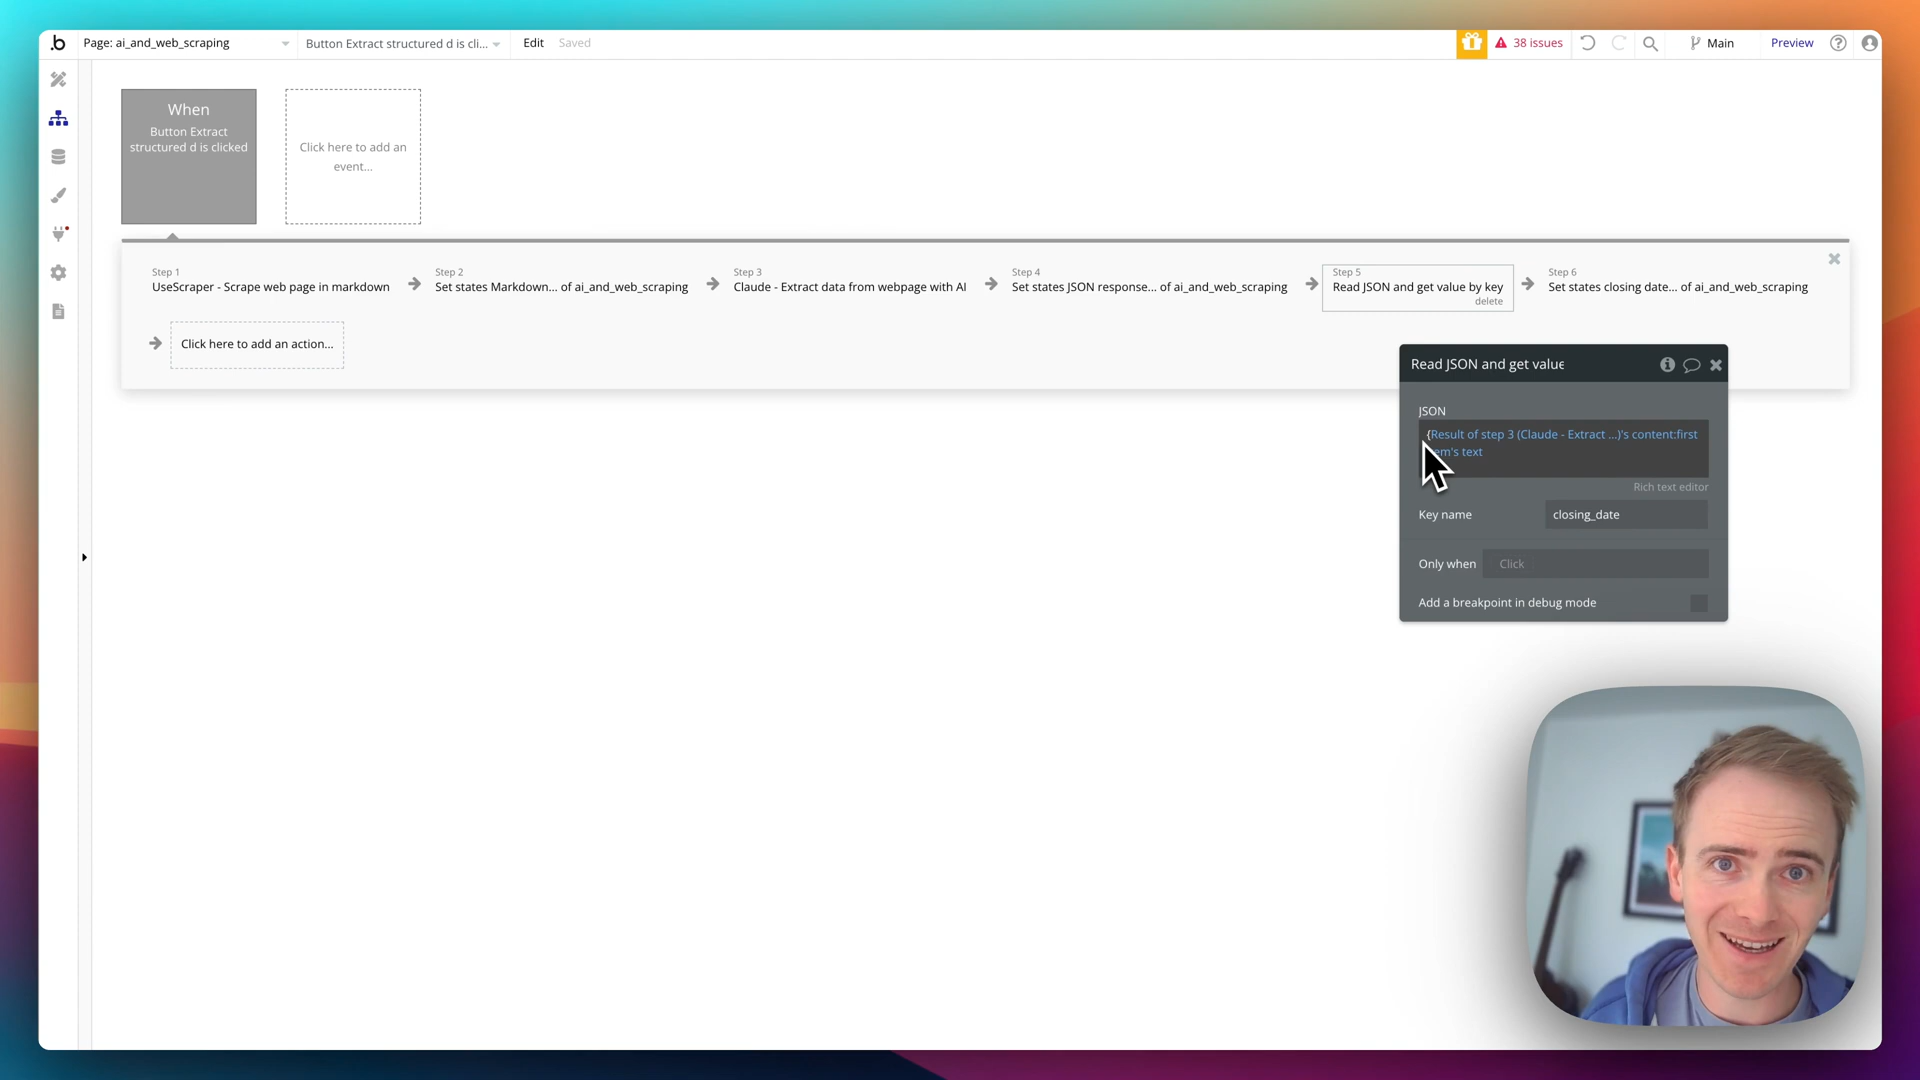 .b
Page: ai_and_web_scraping
Button Extract structured d is cli...
Edit
Saved
38 issues
Main
Preview
?
When
Button Extract
structured d is clicked
Click here to add an
event...
Step 1
UseScraper - Scrape web page in markdown
Step 2
Set states Markdown... of ai_and_web_scraping
Step 3
Claude - Extract data from webpage with AI
Step 4
Set states JSON response... of ai_and_web_scraping
Step 5
Read JSON and get value by key
delete
Step 6
Set states closing date... of ai_and_web_scraping
Click here to add an action...
Read JSON and get value
JSON
{Result of step 3 (Claude - Extract ...)'s content:first
em's text
Rich text editor
Key name
closing_date
Only when
Click
Add a breakpoint in debug mode